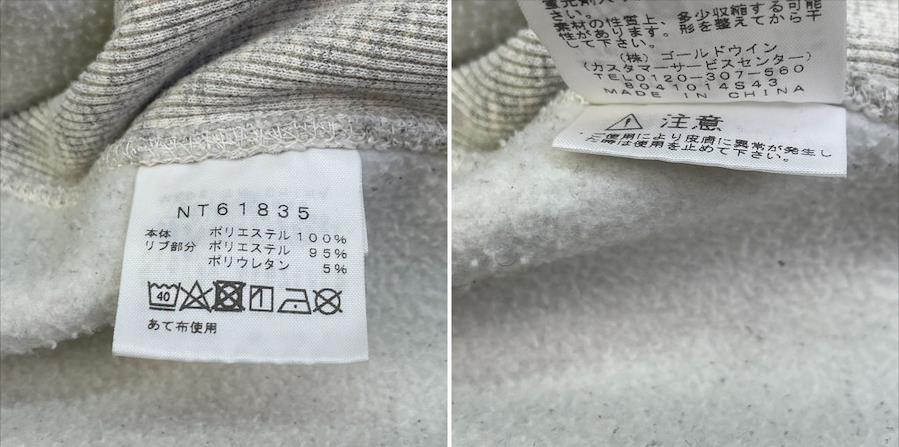 NT61835
本体 ポリエステル 100%
リブ部分 ポリエステル 95%
ポリウレタン 5%
40
あて布使用
さい。
素材の性質上、多少収縮する可能
性があります。形を整えてから干
して下さい。
(株)ゴールドウイン
(カスタマーサービスセンター)
TEL0120-307-560
18041014S43
MADE IN CHINA
注意
ご使用により皮膚に異常が発生し
た時は使用を止めて下さい。